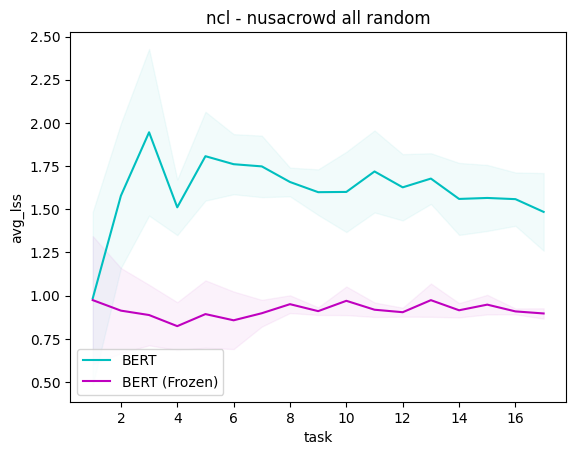 ncl - nusacrowd all random
avg_lss
2.50
2.25
2.00
1.75
1.50
1.25
1.00
0.75
0.50
BERT
BERT (Frozen)
2 4 6 8 10 12 14 16
task